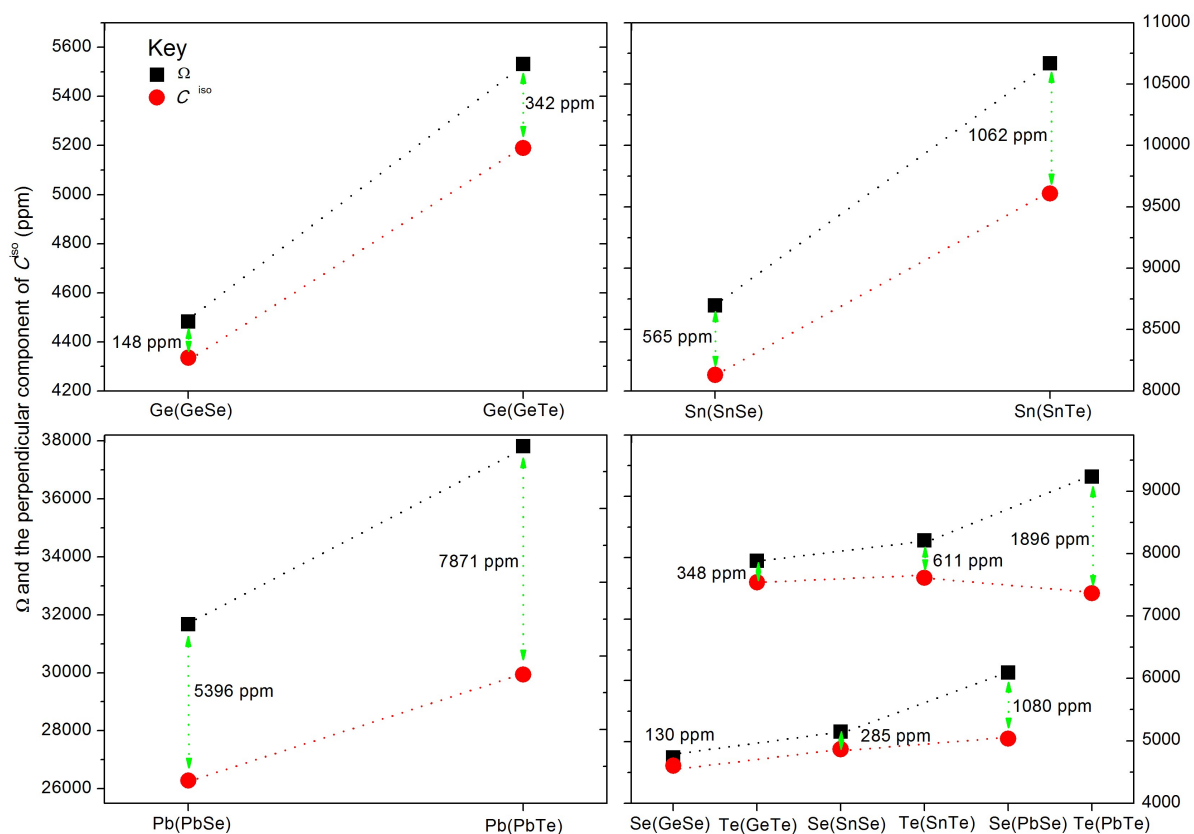 Ω and the perpendicular component of C^iso (ppm)
5600
5400
5200
5000
4800
4600
4400
4200
Key
Ω
C iso
148 ppm
342 ppm
Ge(GeSe)
Ge(GeTe)
11000
10500
10000
9500
9000
8500
8000
565 ppm
1062 ppm
Sn(SnSe)
Sn(SnTe)
38000
36000
34000
32000
30000
28000
26000
5396 ppm
7871 ppm
Pb(PbSe)
Pb(PbTe)
9000
8000
7000
6000
5000
4000
348 ppm
611 ppm
1896 ppm
130 ppm
285 ppm
1080 ppm
Se(GeSe)
Te(GeTe)
Se(SnSe)
Te(SnTe)
Se(PbSe)
Te(PbTe)